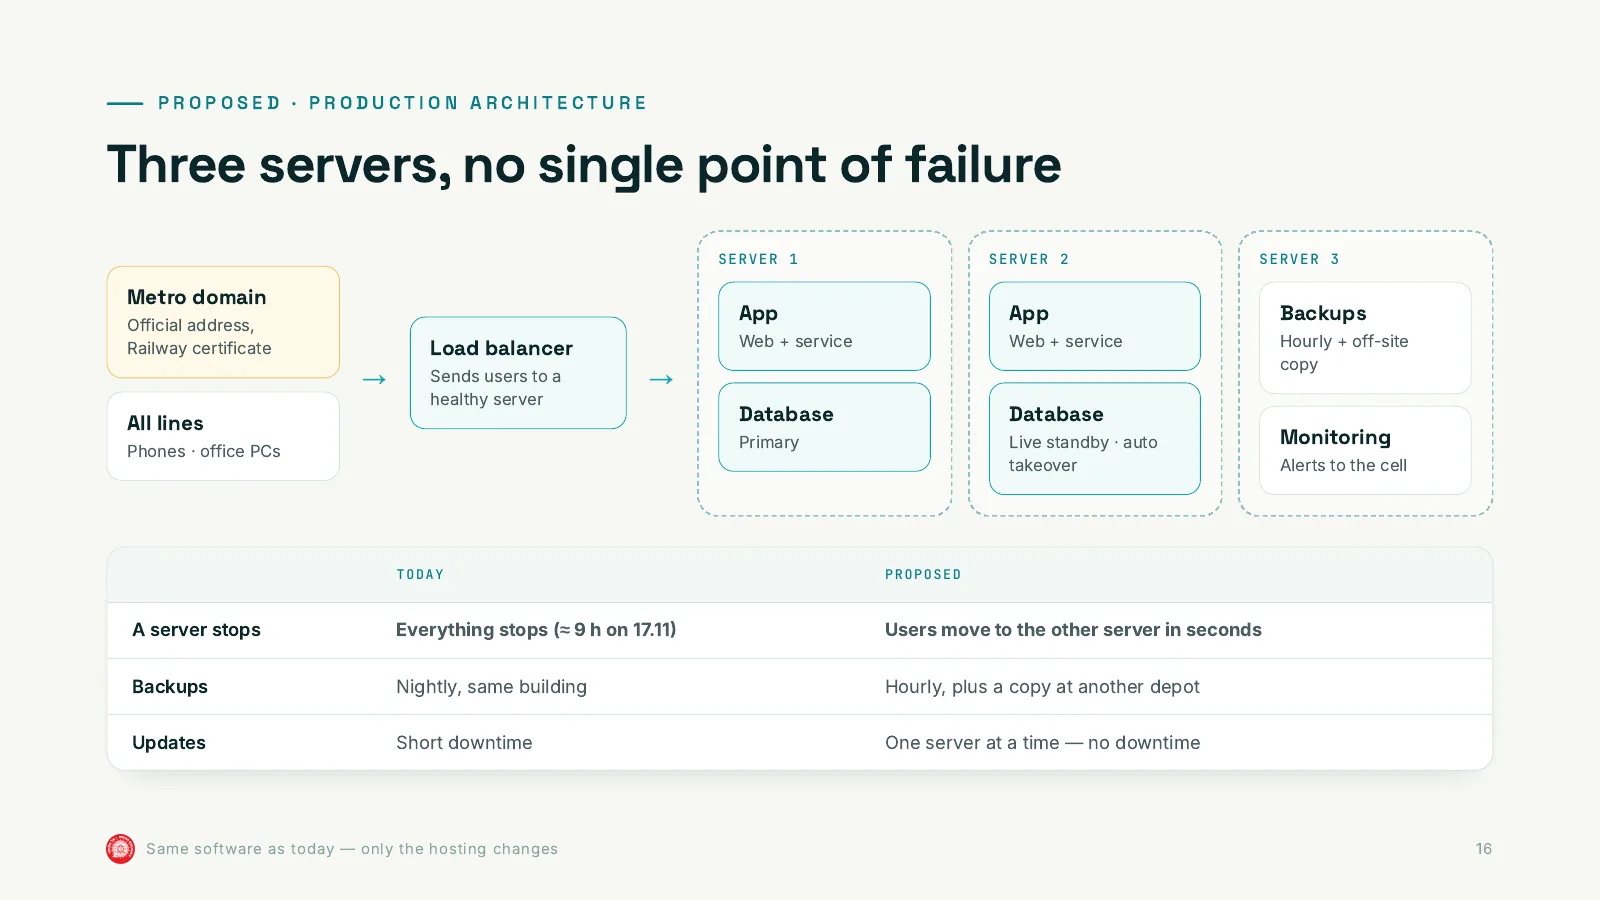 PROPOSED · PRODUCTION ARCHITECTURE
Three servers, no single point of failure
Metro domain
Official address,
Railway certificate
All lines
Phones · office PCs
→
Load balancer
Sends users to a
healthy server
→
SERVER 1
App
Web + service
Database
Primary
SERVER 2
App
Web + service
Database
Live standby · auto
takeover
SERVER 3
Backups
Hourly + off-site
copy
Monitoring
Alerts to the cell
TODAY PROPOSED
A server stops Everything stops (≈ 9 h on 17.11) Users move to the other server in seconds
Backups Nightly, same building Hourly, plus a copy at another depot
Updates Short downtime One server at a time — no downtime
Same software as today — only the hosting changes
16